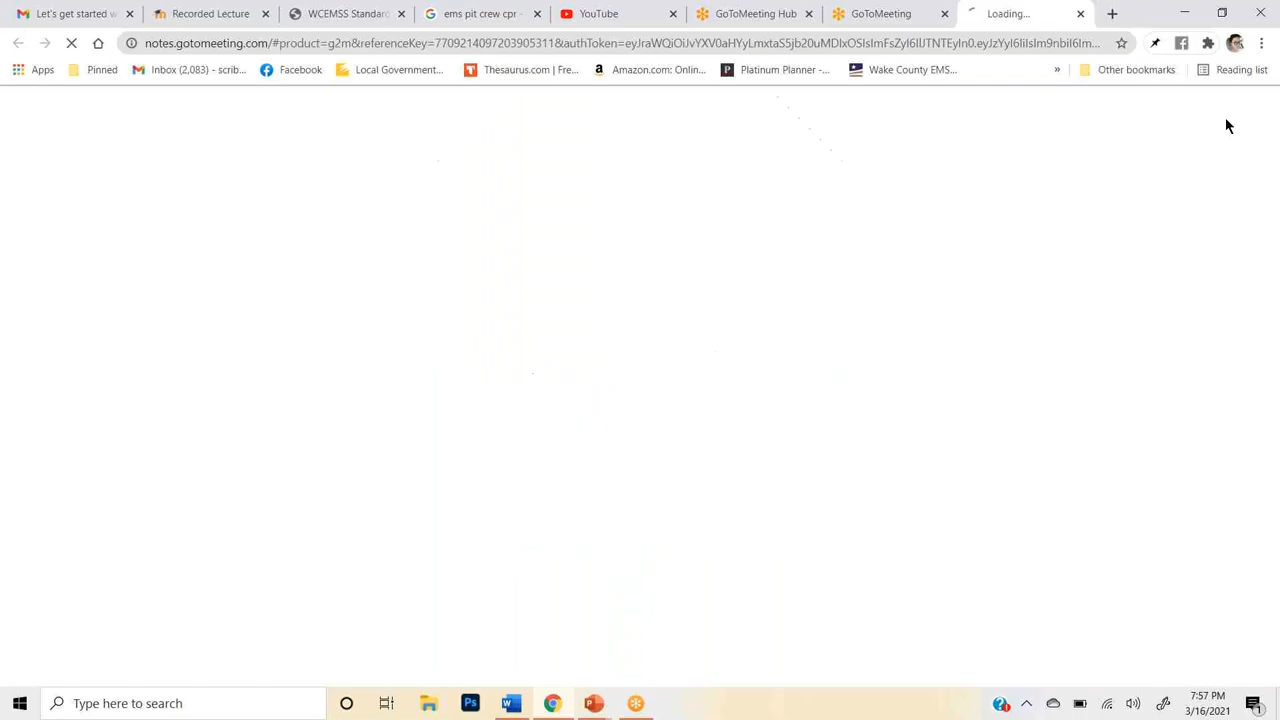 Let's get started w
Recorded Lecture
WCEMSS Standard
ems pit crew cpr -
YouTube
GoToMeeting Hub
GoToMeeting
Loading...
notes.gotomeeting.com/#product=g2m&referenceKey=7709214097203905311&authToken=
Apps
Pinned
Inbox (2,083) - scrib...
Facebook
Local Government...
Thesaurus.com | Fre...
Amazon.com: Onlin...
Platinum Planner -...
Wake County EMS...
»
Other bookmarks
Reading list
Type here to search
Ps
7:57 PM
3/16/2021